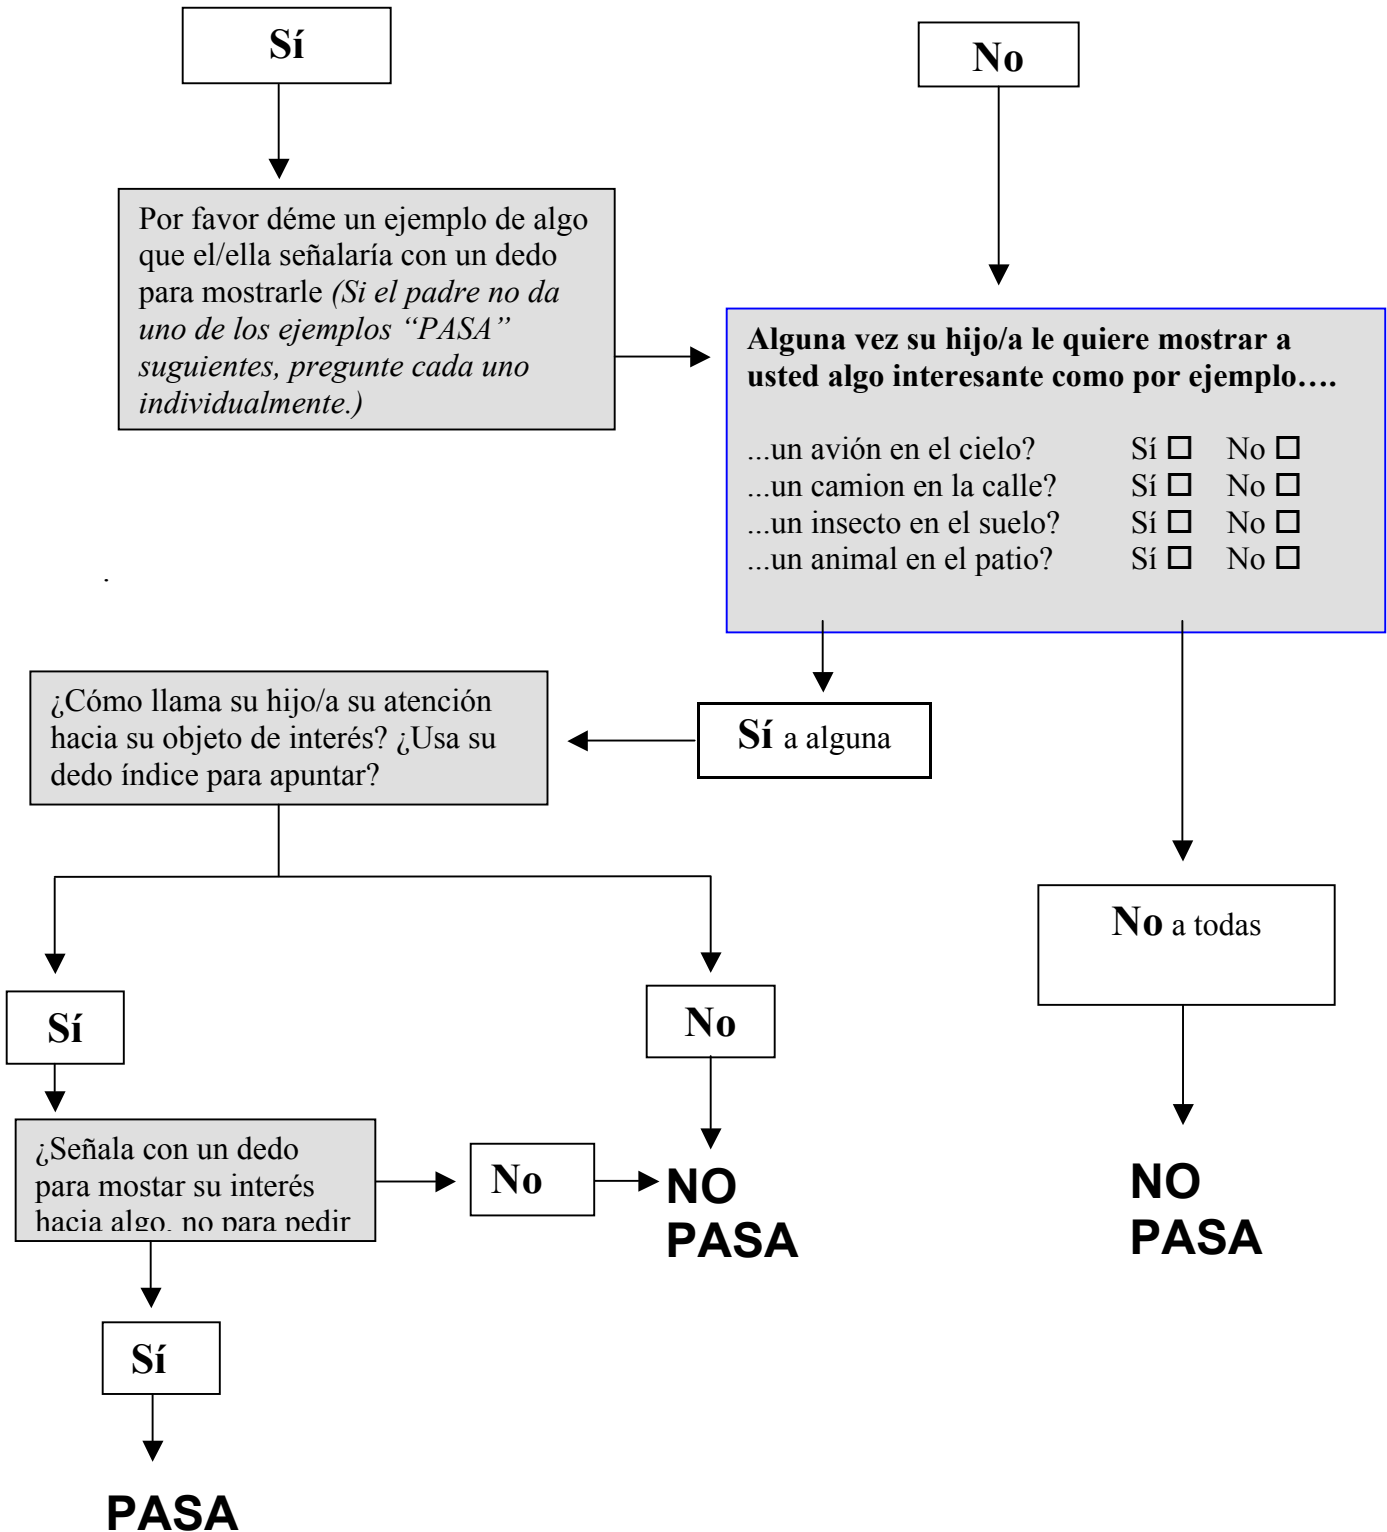 Sí
No
Por favor déme un ejemplo de algo
que el/ella señalaría con un dedo
para mostrarle (Si el padre no da
uno de los ejemplos “PASA”
suguientes, pregunte cada uno
individualmente.)
Alguna vez su hijo/a le quiere mostrar a
usted algo interesante como por ejemplo….
...un avión en el cielo? Sí □ No □
...un camion en la calle? Sí □ No □
...un insecto en el suelo? Sí □ No □
...un animal en el patio? Sí □ No □
.
¿Cómo llama su hijo/a su atención
hacia su objeto de interés? ¿Usa su
dedo índice para apuntar?
Sí a alguna
No a todas
Sí
No
¿Señala con un dedo
para mostar su interés
hacia algo, no para pedir
No
NO
PASA
NO
PASA
Sí
PASA